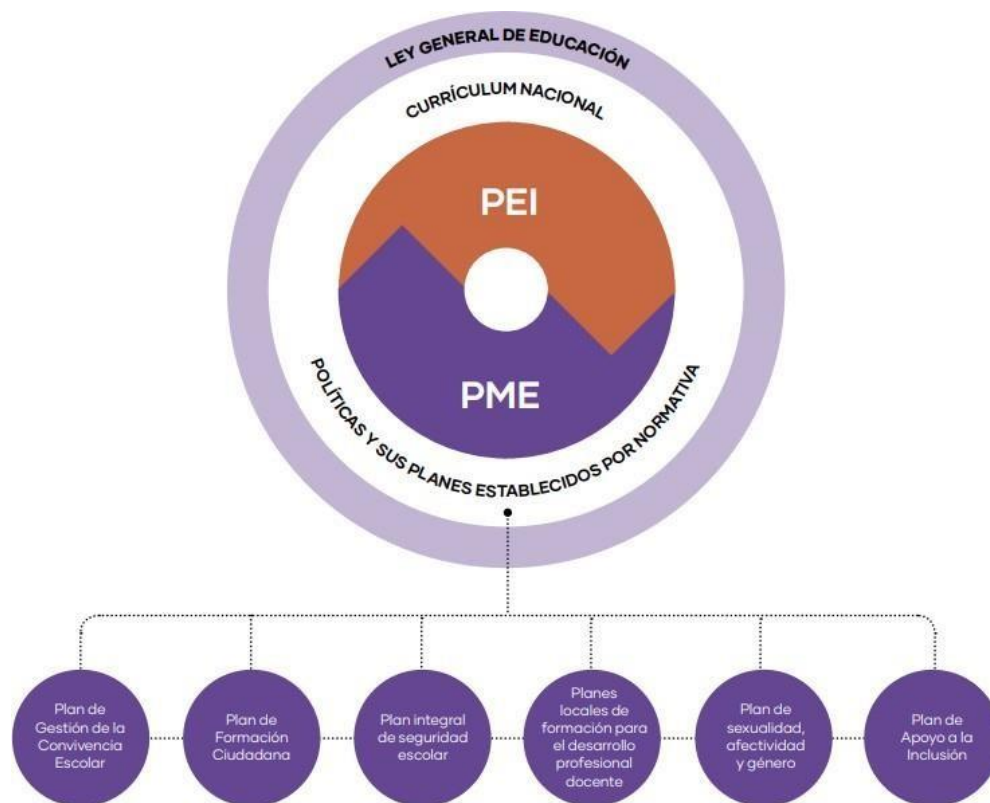 LEY GENERAL DE EDUCACIÓN
CURRÍCULUM NACIONAL
PEI
PME
POLÍTICAS Y SUS PLANES ESTABLECIDOS POR NORMATIVA
Plan de
Gestión de la
Convivencia
Escolar
Plan de
Formación
Ciudadana
Plan integral
de seguridad
escolar
Planes
locales de
formación para
el desarrollo
profesional
docente
Plan de
sexualidad,
afectividad
y género
Plan de
Apoyo a la
Inclusión